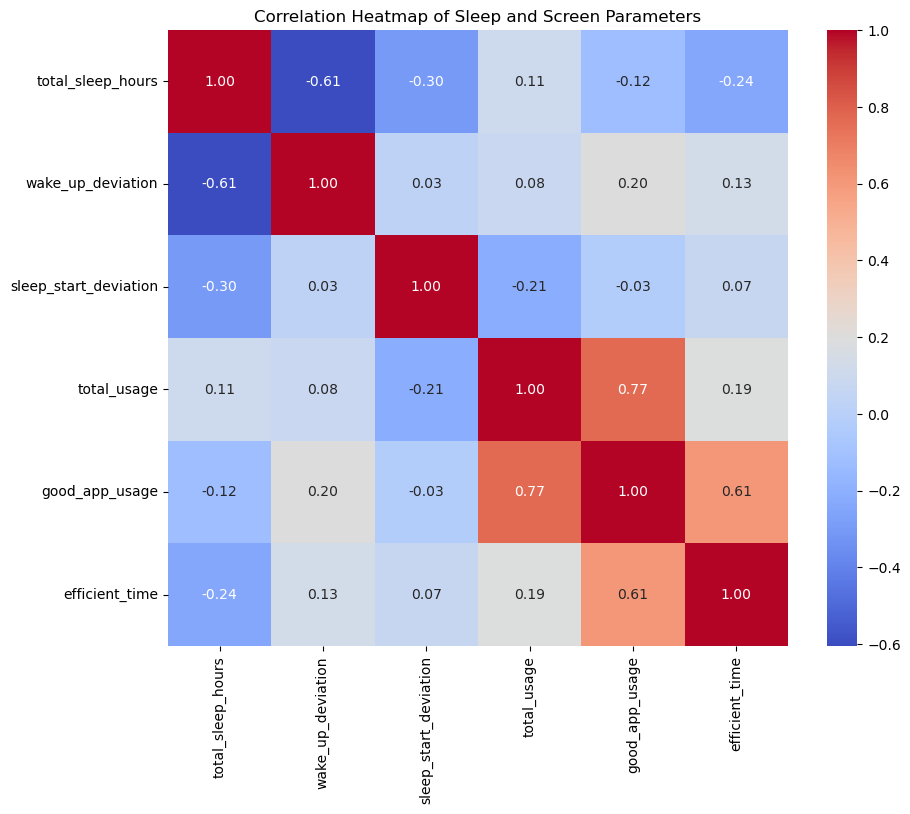 Correlation Heatmap of Sleep and Screen Parameters
total_sleep_hours 1.00 -0.61 -0.30 0.11 -0.12 -0.24
wake_up_deviation -0.61 1.00 0.03 0.08 0.20 0.13
sleep_start_deviation -0.30 0.03 1.00 -0.21 -0.03 0.07
total_usage 0.11 0.08 -0.21 1.00 0.77 0.19
good_app_usage -0.12 0.20 -0.03 0.77 1.00 0.61
efficient_time -0.24 0.13 0.07 0.19 0.61 1.00
total_sleep_hours
wake_up_deviation
sleep_start_deviation
total_usage
good_app_usage
efficient_time
1.0
0.8
0.6
0.4
0.2
0.0
−0.2
−0.4
−0.6